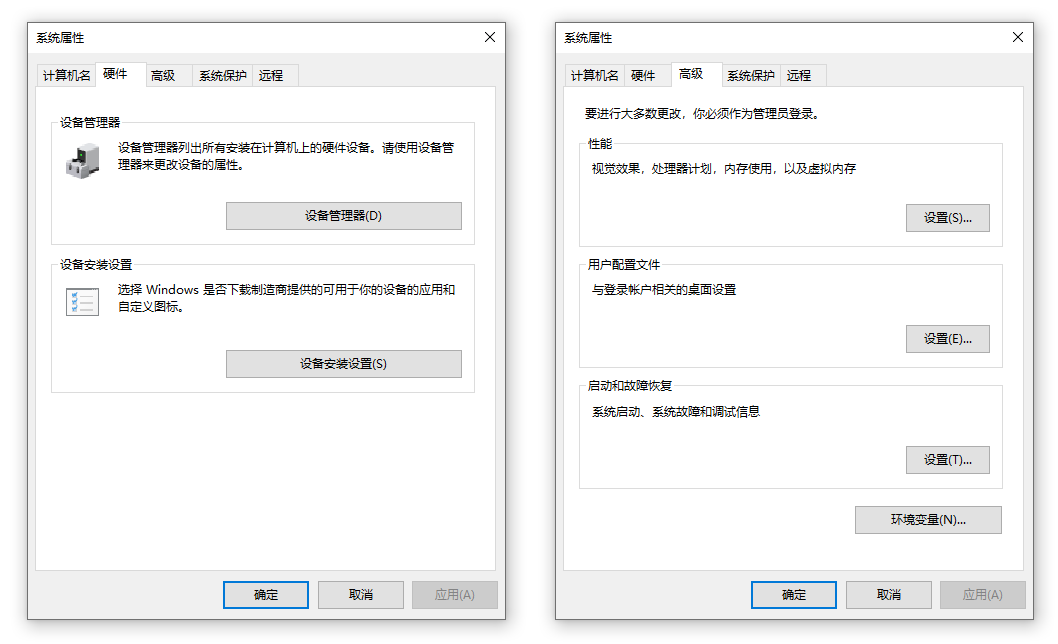 系统属性
计算机名 硬件 高级 系统保护 远程
设备管理器
设备管理器列出所有安装在计算机上的硬件设备。请使用设备管
理器来更改设备的属性。
设备管理器(D)
设备安装设置
选择 Windows 是否下载制造商提供的可用于你的设备的应用和
自定义图标。
设备安装设置(S)
确定 取消 应用(A)
系统属性
计算机名 硬件 高级 系统保护 远程
要进行大多数更改，你必须作为管理员登录。
性能
视觉效果，处理器计划，内存使用，以及虚拟内存
设置(S)...
用户配置文件
与登录帐户相关的桌面设置
设置(E)...
启动和故障恢复
系统启动、系统故障和调试信息
设置(T)...
环境变量(N)...
确定 取消 应用(A)